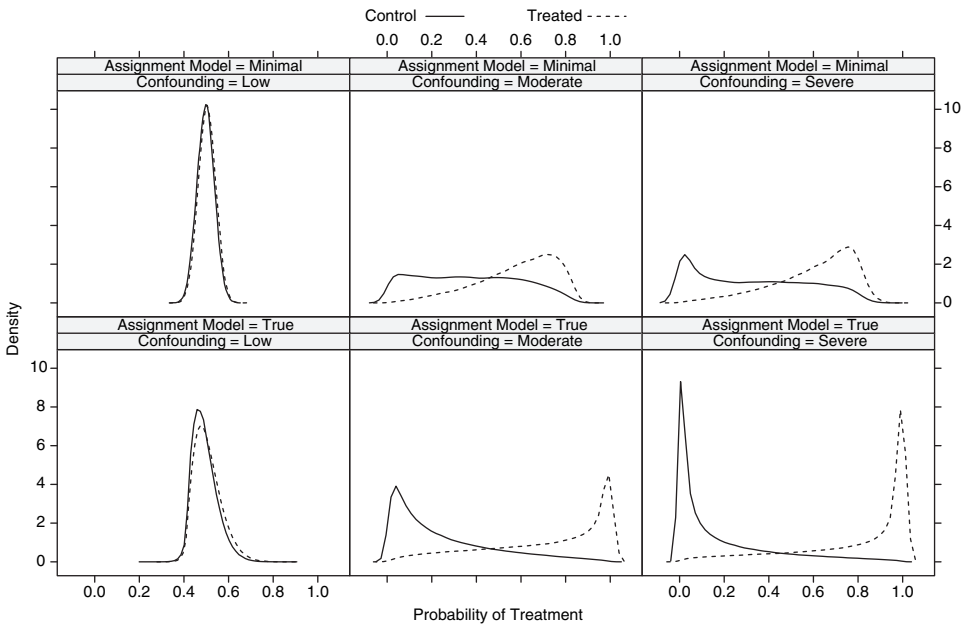 Control Treated
0.0 0.2 0.4 0.6 0.8 1.0
Assignment Model = Minimal Assignment Model = Minimal Assignment Model = Minimal
Confounding = Low Confounding = Moderate Confounding = Severe
10
8
6
4
2
0
Density
Assignment Model = True Assignment Model = True Assignment Model = True
Confounding = Low Confounding = Moderate Confounding = Severe
10
8
6
4
2
0
0.0 0.2 0.4 0.6 0.8 1.0 0.0 0.2 0.4 0.6 0.8 1.0
Probability of Treatment